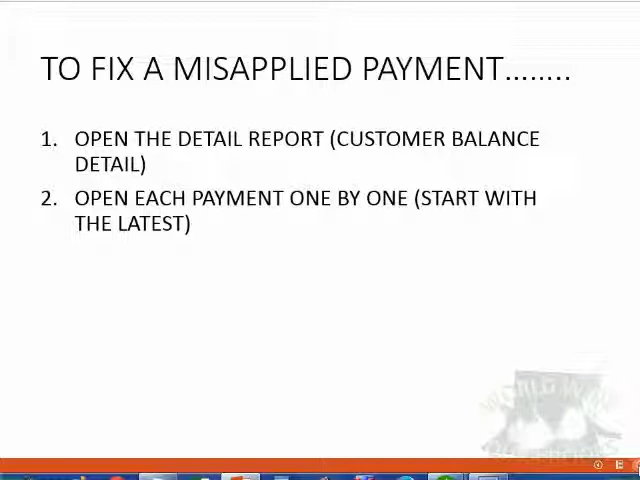 TO FIX A MISAPPLIED PAYMENT........
1. OPEN THE DETAIL REPORT (CUSTOMER BALANCE
DETAIL)
2. OPEN EACH PAYMENT ONE BY ONE (START WITH
THE LATEST)